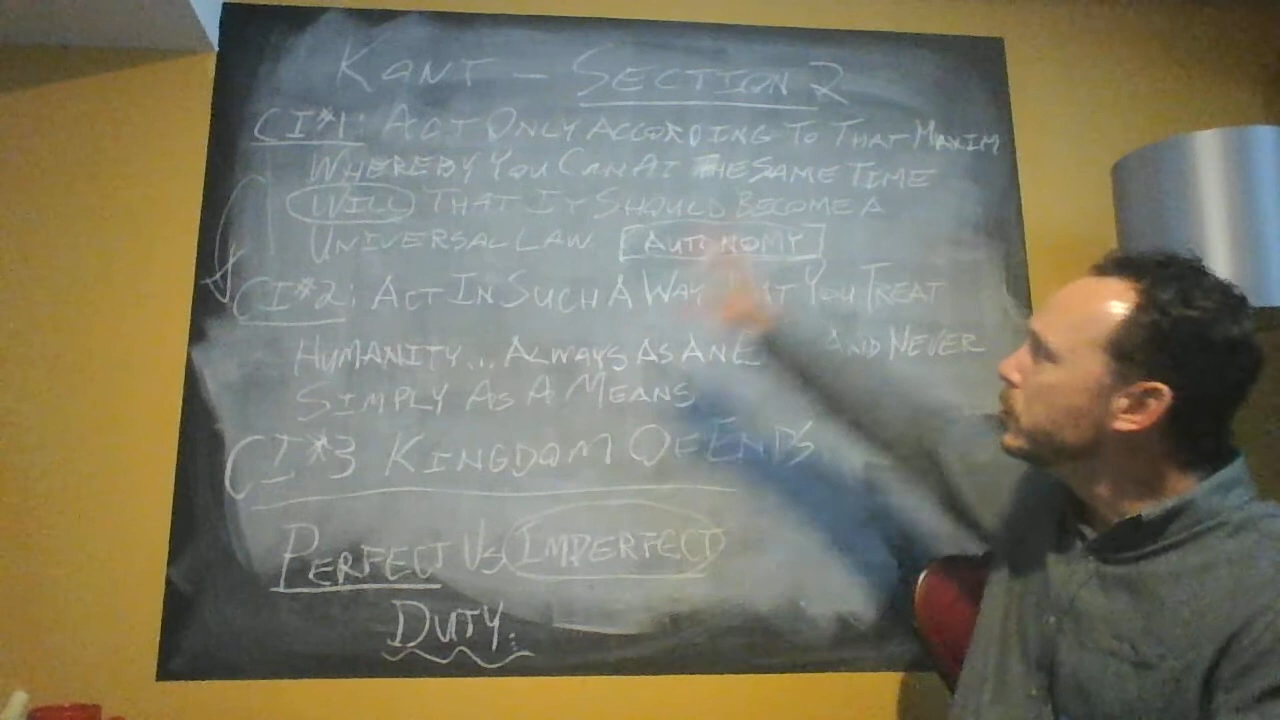 KANT — SECTION 2
CI#1: ACT ONLY ACCORDING TO THAT MAXIM
WHEREBY YOU CAN AT THE SAME TIME
WILL THAT IT SHOULD BECOME A
UNIVERSAL LAW AUTONOMY
CI#2: ACT IN SUCH A WAY YOU TREAT
HUMANITY... ALWAYS AS AN AND NEVER
SIMPLY AS A MEANS
CI#3 KINGDOM OF ENDS
PERFECT VS IMPERFECT
DUTY: